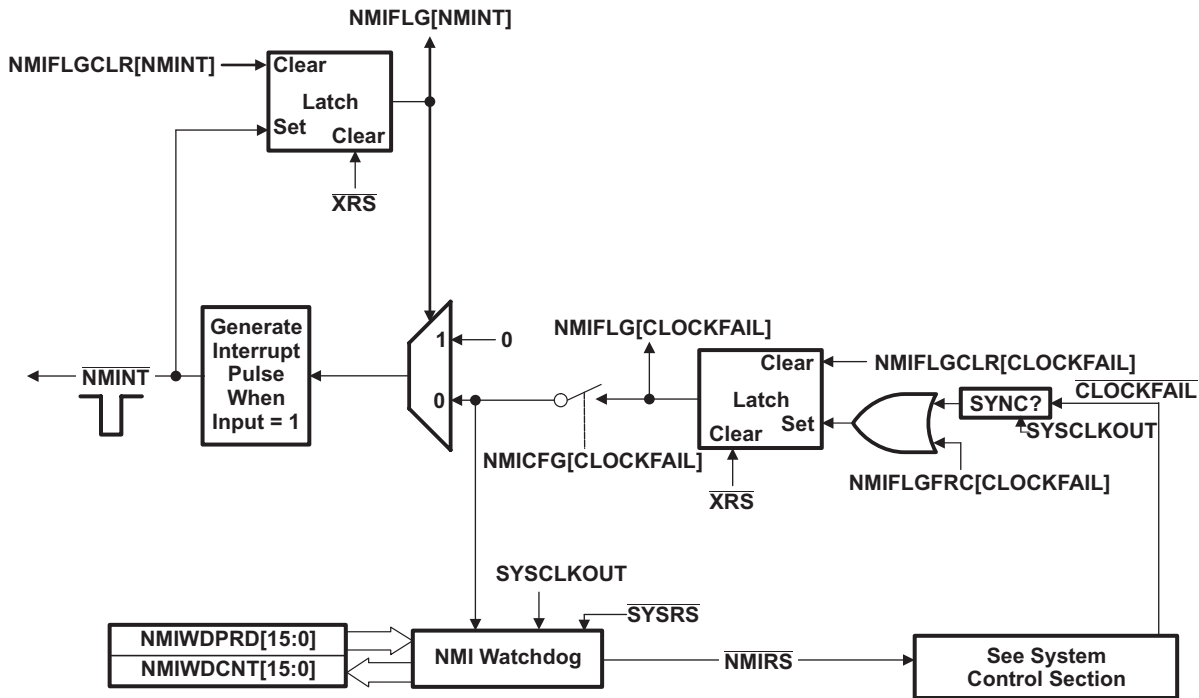 NMIFLG[NMINT]
NMIFLGCLR[NMINT]
Clear
Latch
Set
Clear
XRS
Generate
Interrupt
Pulse
When
Input = 1
NMINT
1
0
0
NMIFLG[CLOCKFAIL]
NMICFG[CLOCKFAIL]
Clear
Latch
Set
Clear
XRS
NMIFLGCLR[CLOCKFAIL]
CLOCKFAIL
SYNC?
SYSCLKOUT
NMIFLGFRC[CLOCKFAIL]
SYSCLKOUT
SYSRS
NMIWDPRD[15:0]
NMIWDCNT[15:0]
NMI Watchdog
NMIRS
See System
Control Section